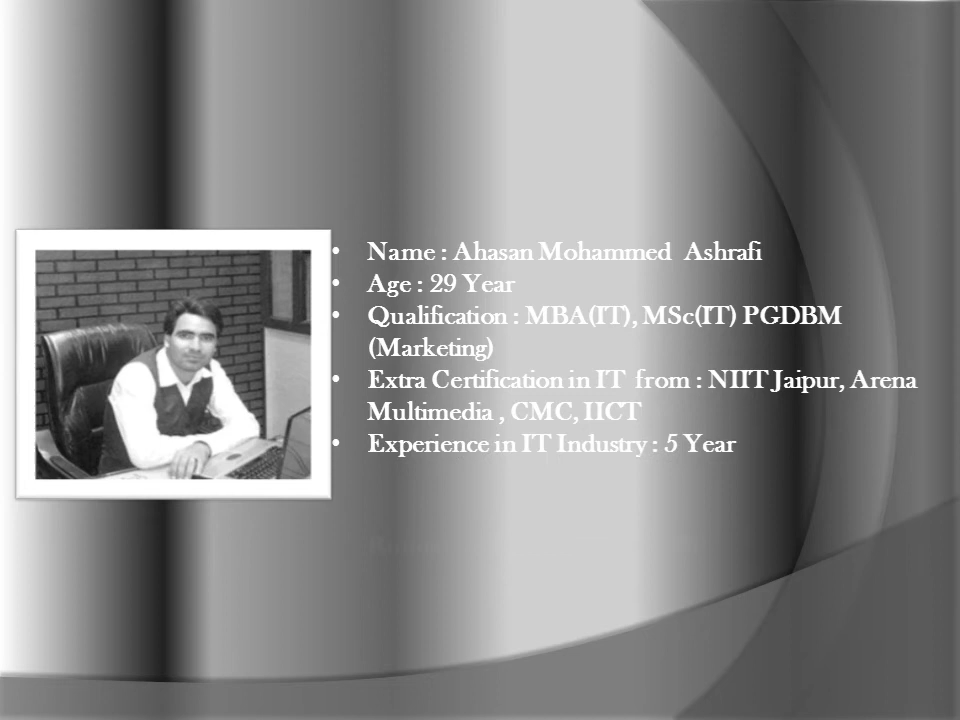 • Name : Ahasan Mohammed Ashrafi
• Age : 29 Year
• Qualification : MBA(IT), MSc(IT) PGDBM
(Marketing)
• Extra Certification in IT from : NIIT Jaipur, Arena
Multimedia , CMC, IICT
• Experience in IT Industry : 5 Year